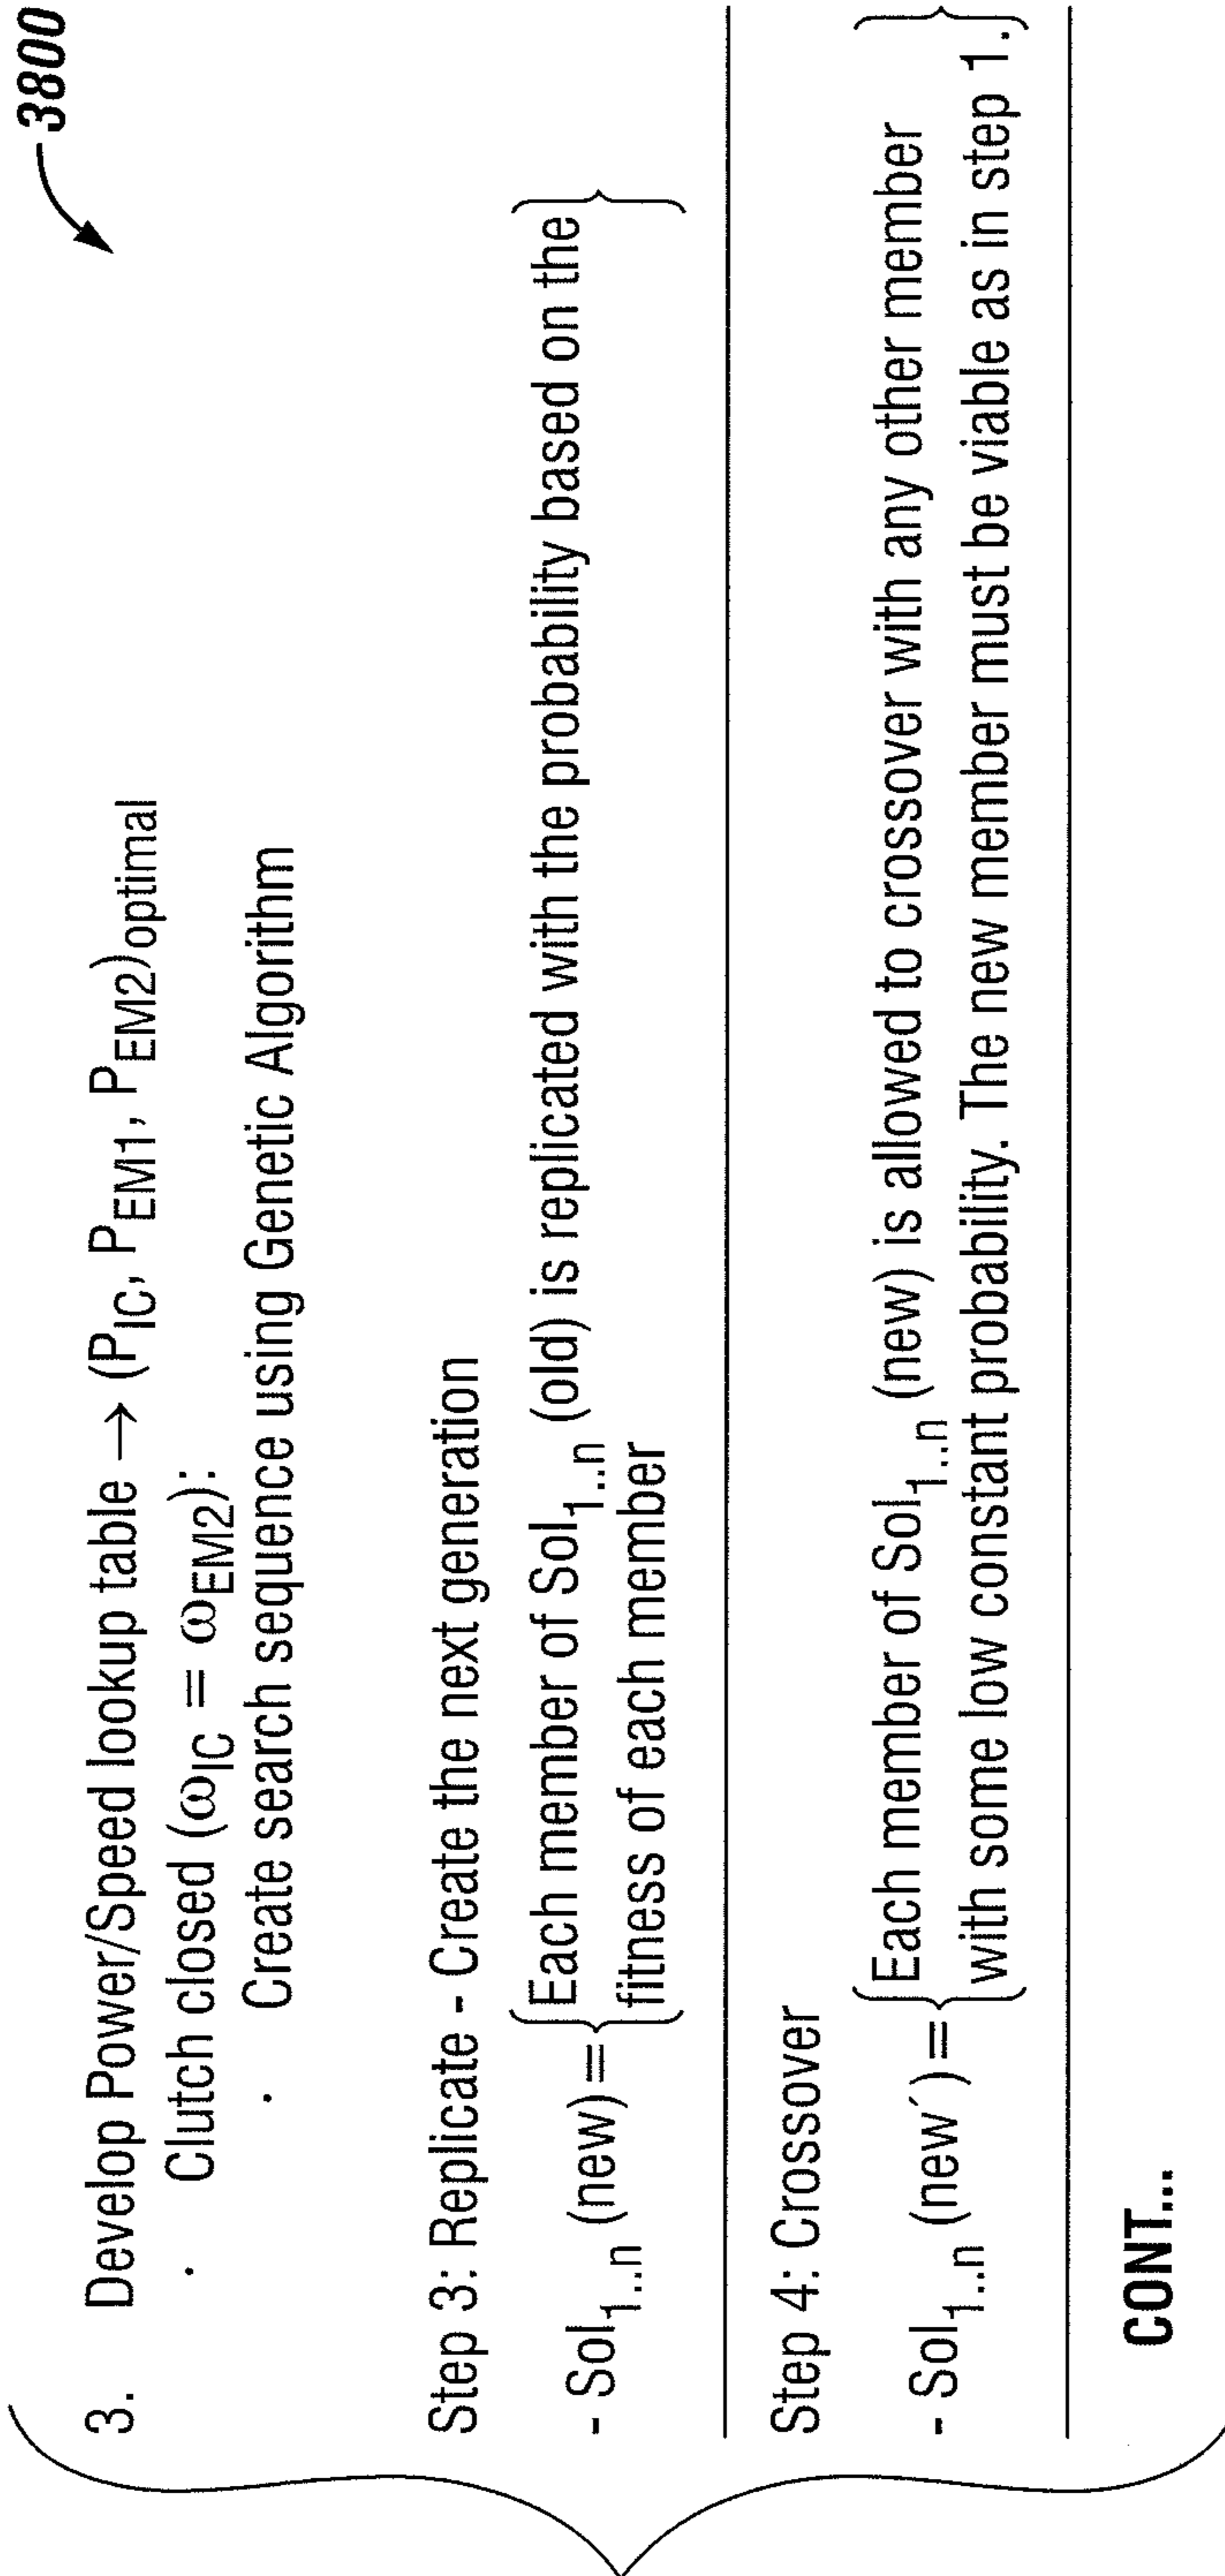 3800
3. Develop Power/Speed lookup table → (P_IC, P_EM1, P_EM2)optimal
· Clutch closed (ω_IC = ω_EM2):
· Create search sequence using Genetic Algorithm
Step 3: Replicate - Create the next generation
- Sol_1..n (new) = {Each member of Sol_1..n (old) is replicated with the probability based on the
fitness of each member}
Step 4: Crossover
- Sol_1..n (new´) = {Each member of Sol_1..n (new) is allowed to crossover with any other member
with some low constant probability. The new member must be viable as in step 1.}
CONT...